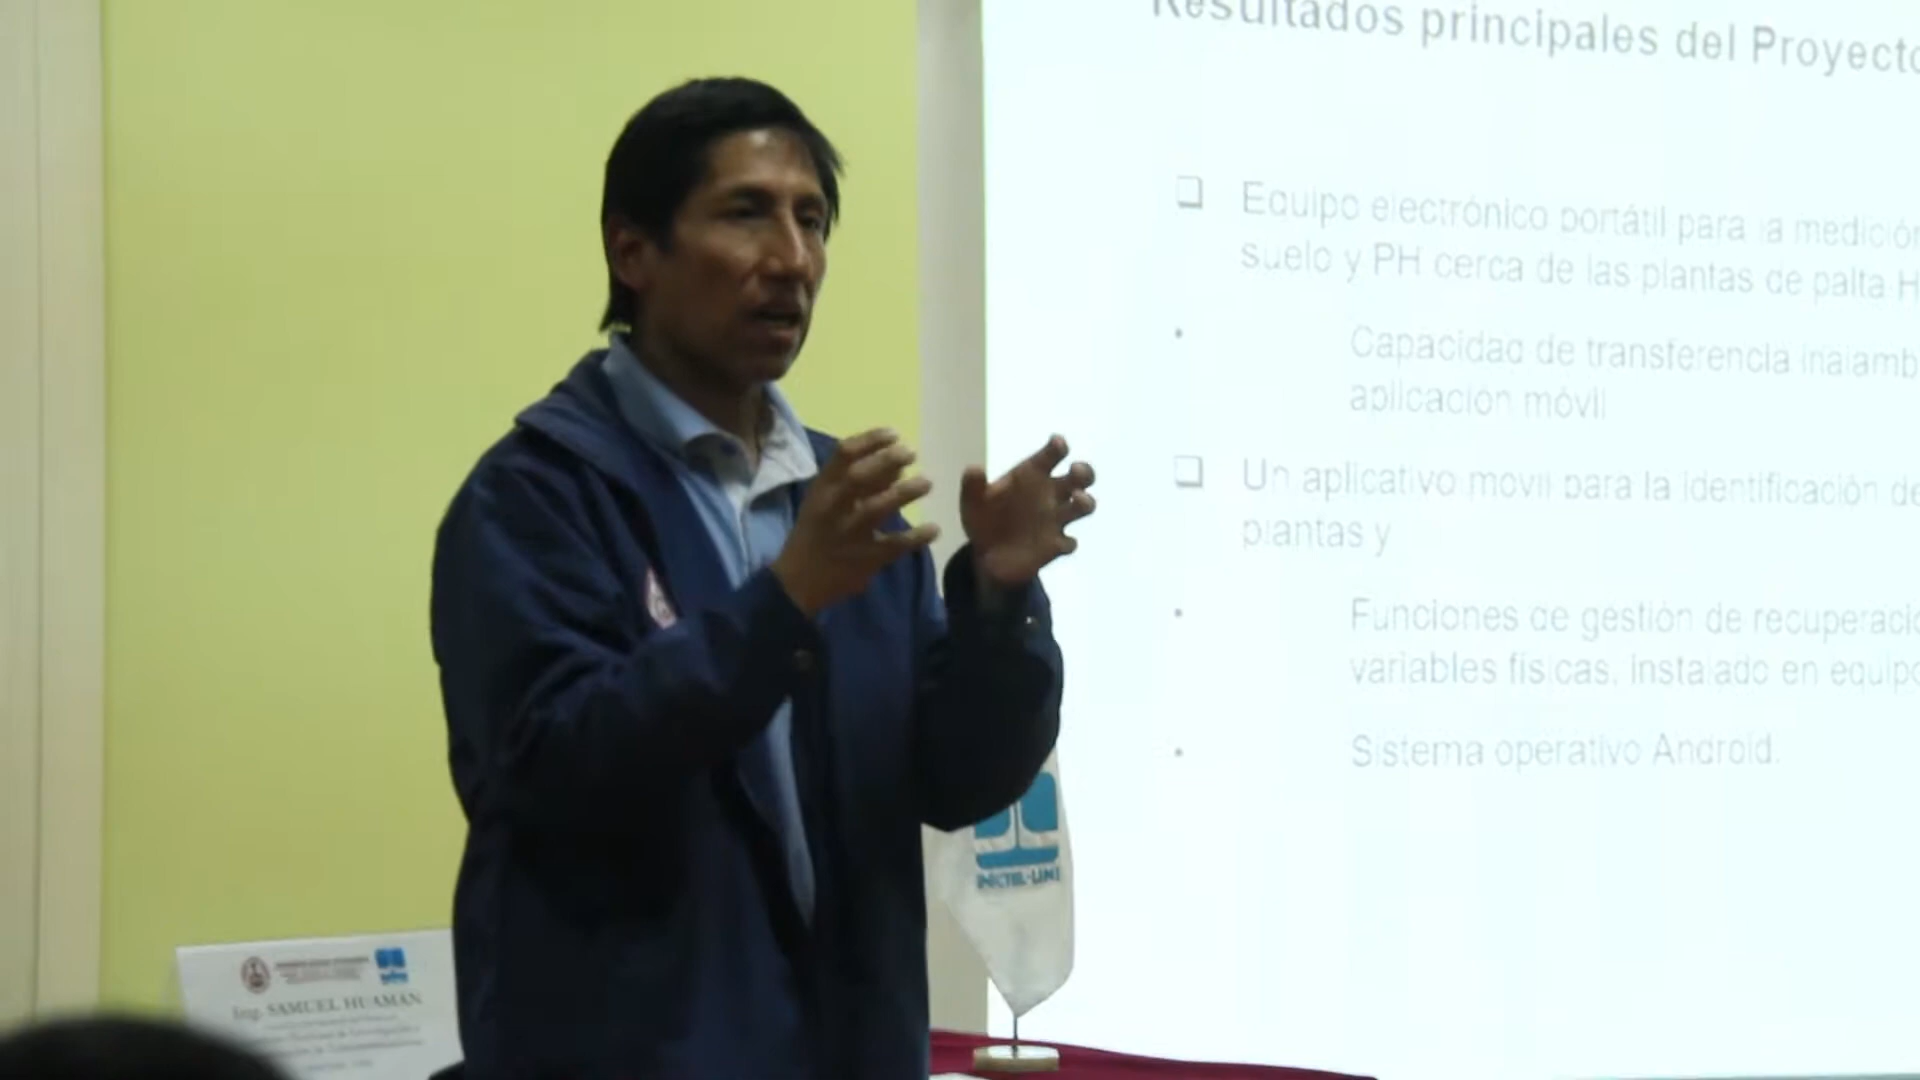 Resultados principales del Proyecto
Equipo electrónico portátil para la medición
suelo y PH cerca de las plantas de palta H
Capacidad de transferencia inalamb
aplicación móvil
Un aplicativo movil para la identificación de
plantas y
Funciones de gestión de recuperació
variables físicas, instalado en equipo
Sistema operativo Android.
INICTEL-UNI
Ing. SAMUEL HUAMAN